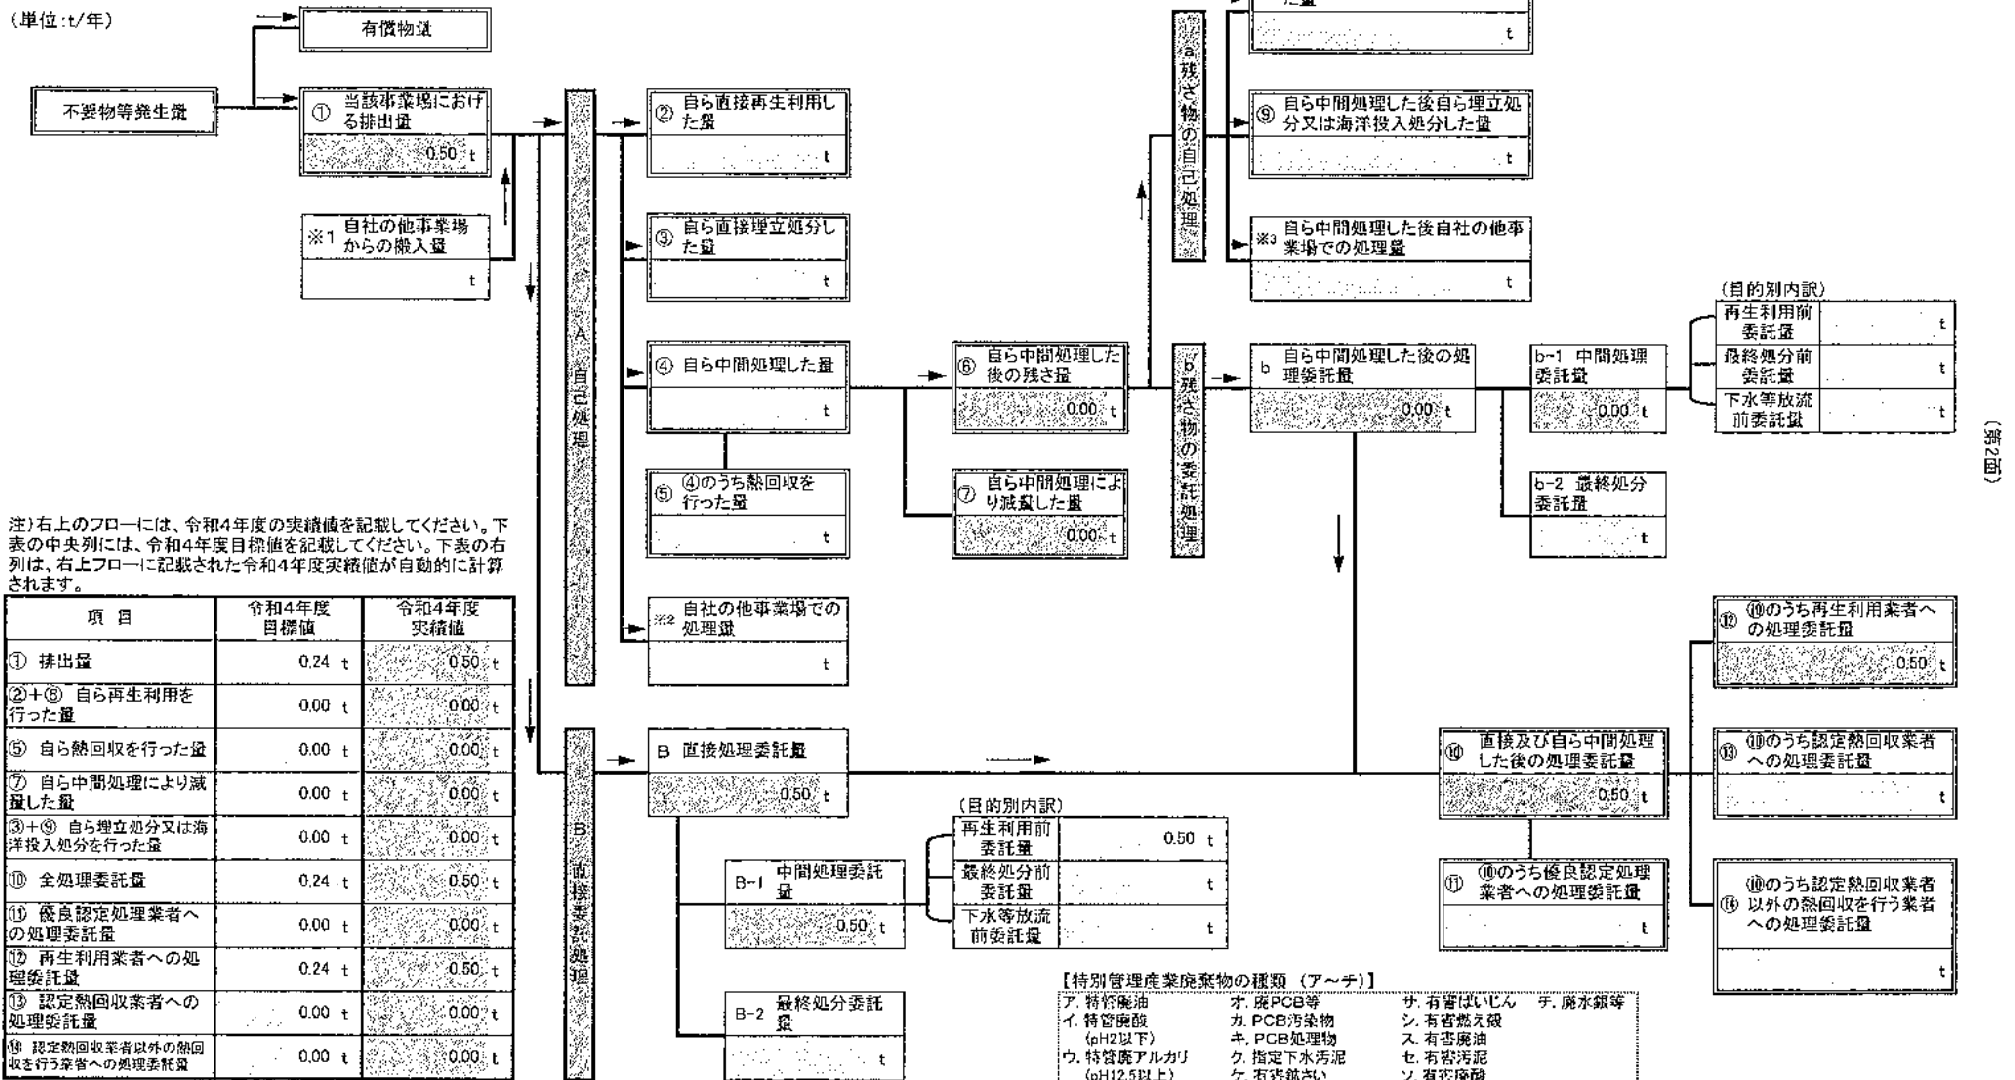 (単位:t/年)
有償物量
不要物等発生量
① 当該事業場におけ
る排出量
0.50 t
※1 自社の他事業場
からの搬入量
t
A 自己処理
② 自ら直接再生利用し
た量
t
③ 自ら直接埋立処分し
た量
t
④ 自ら中間処理した量
t
⑤ ④のうち熱回収を
行った量
t
※2 自社の他事業場での
処理量
t
⑥ 自ら中間処理した
後の残さ量
0.00 t
⑦ 自ら中間処理によ
り減量した量
0.00 t
a 残さ物の自己処理
た量
t
⑨ 自ら中間処理した後自ら埋立処
分又は海洋投入処分した量
t
※3 自ら中間処理した後自社の他事
業場での処理量
t
b 残さ物の委託処理
b 自ら中間処理した後の処
理委託量
0.00 t
b-1 中間処理
委託量
0.00 t
(目的別内訳)
再生利用前
委託量 t
最終処分前
委託量 t
下水等放流
前委託量 t
b-2 最終処分
委託量
t
(第2面)
注)右上のフローには、令和4年度の実績値を記載してください。下
表の中央列には、令和4年度目標値を記載してください。下表の右
列は、右上フローに記載された令和4年度実績値が自動的に計算
されます。
項 目 令和4年度 目標値 令和4年度 実績値
① 排出量 0.24 t 0.50 t
②+⑧ 自ら再生利用を
行った量 0.00 t 0.00 t
⑤ 自ら熱回収を行った量 0.00 t 0.00 t
⑦ 自ら中間処理により減
量した量 0.00 t 0.00 t
③+⑨ 自ら埋立処分又は海
洋投入処分を行った量 0.00 t 0.00 t
⑩ 全処理委託量 0.24 t 0.50 t
⑪ 優良認定処理業者へ
の処理委託量 0.00 t 0.00 t
⑫ 再生利用業者への処
理委託量 0.24 t 0.50 t
⑬ 認定熱回収業者への
処理委託量 0.00 t 0.00 t
⑭ 認定熱回収業者以外の熱回
収を行う業者への処理委託量 0.00 t 0.00 t
B 直接委託処理
B 直接処理委託量
0.50 t
B-1 中間処理委託
量
0.50 t
(目的別内訳)
再生利用前
委託量 0.50 t
最終処分前
委託量 t
下水等放流
前委託量 t
B-2 最終処分委託
量
t
⑩ 直接及び自ら中間処理
した後の処理委託量
0.50 t
⑪ ⑩のうち優良認定処理
業者への処理委託量
t
⑫ ⑩のうち再生利用業者へ
の処理委託量
0.50 t
⑬ ⑩のうち認定熱回収業者
への処理委託量
t
⑭ ⑩のうち認定熱回収業者
以外の熱回収を行う業者
への処理委託量
t
【特別管理産業廃棄物の種類 (ア~チ)】
ア. 特管廃油 オ. 廃PCB等 サ. 有害ばいじん チ. 廃水銀等
イ. 特管廃酸 カ. PCB汚染物 シ. 有害燃え殻
(pH2以下) キ. PCB処理物 ス. 有害廃油
ウ. 特管廃アルカリ ク. 指定下水汚泥 セ. 有害汚泥
(pH12.5以上) ケ. 有害鉱さい ソ. 有害廃酸